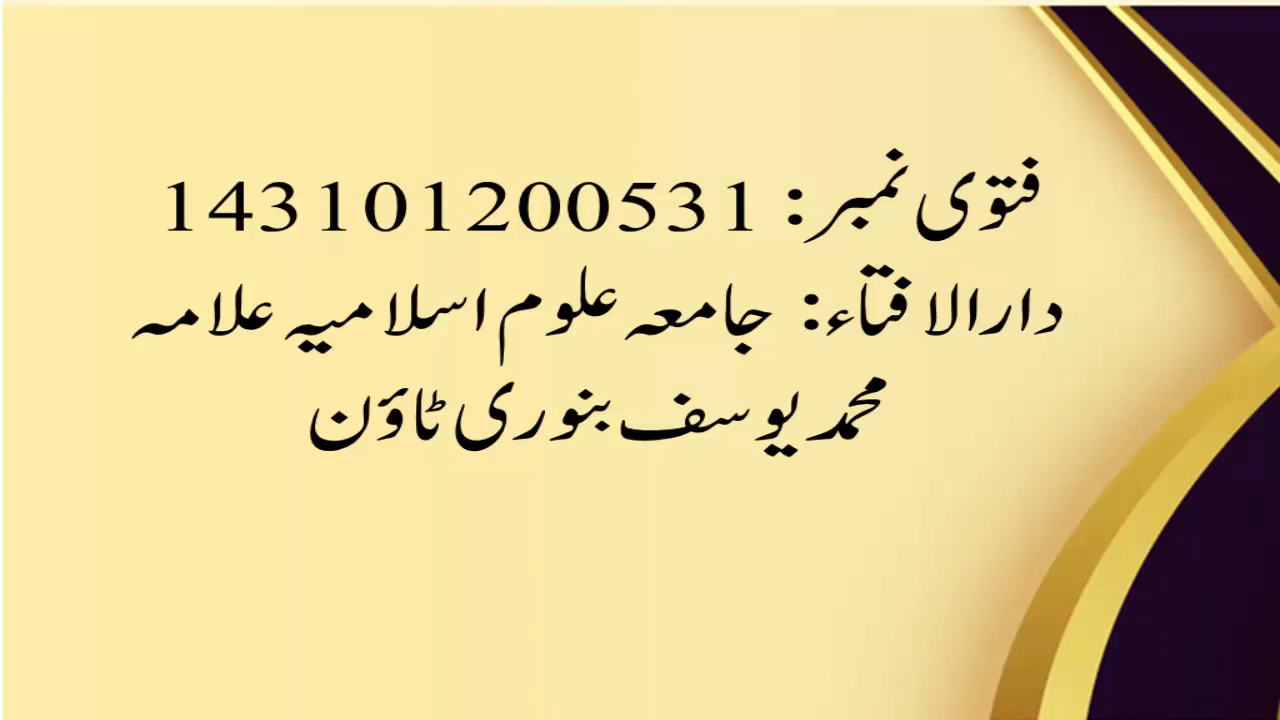 فتوی نمبر: 143101200531
دارالافتاء: جامعہ علوم اسلامیہ علامہ
محمد یوسف بنوری ٹاؤن